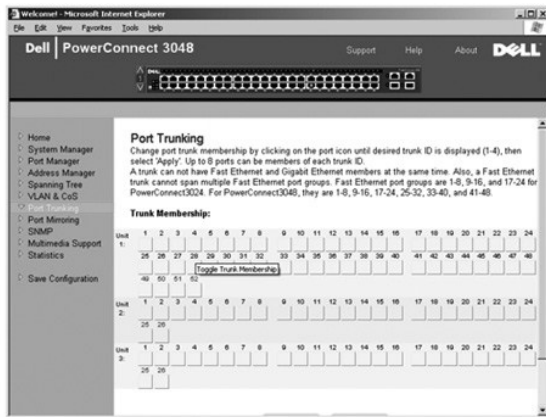 Welcome! - Microsoft Internet Explorer
File Edit View Favorites Tools Help
Dell | PowerConnect 3048
Support Help About DELL
Home
System Manager
Port Manager
Address Manager
Spanning Tree
VLAN & CoS
Port Trunking
Port Mirroring
SNMP
Multimedia Support
Statistics
Save Configuration
Port Trunking
Change port trunk membership by clicking on the port icon until desired trunk ID is displayed (1-4), then
select 'Apply'. Up to 8 ports can be members of each trunk ID.
A trunk can not have Fast Ethernet and Gigabit Ethernet members at the same time. Also, a Fast Ethernet
trunk cannot span multiple Fast Ethernet port groups. Fast Ethernet port groups are 1-8, 9-16, and 17-24 for
PowerConnect3024. For PowerConnect3048, they are 1-8, 9-16, 17-24, 25-32, 33-40, and 41-48.
Trunk Membership:
Unit 1:
1 2 3 4 5 6 7 8 9 10 11 12 13 14 15 16 17 18 19 20 21 22 23 24
25 26 27 28 29 30 31 32 33 34 35 36 37 38 39 40 41 42 43 44 45 46 47 48
Toggle Trunk Membership
49 50 51 52
Unit 2:
1 2 3 4 5 6 7 8 9 10 11 12 13 14 15 16 17 18 19 20 21 22 23 24
25 26
Unit 3:
1 2 3 4 5 6 7 8 9 10 11 12 13 14 15 16 17 18 19 20 21 22 23 24
25 26